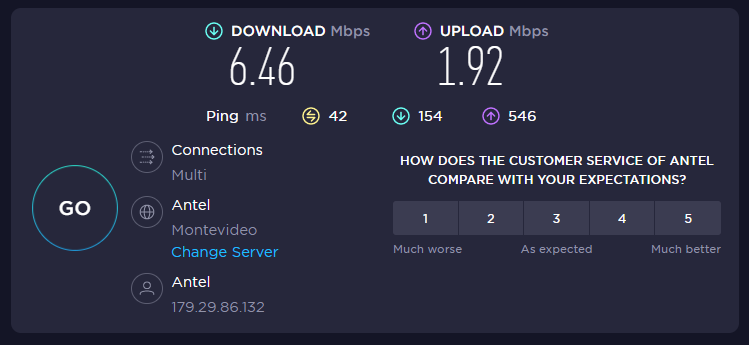 DOWNLOAD Mbps
6.46
UPLOAD Mbps
1.92
Ping ms 42 154 546
Connections
Multi
GO
Antel
Montevideo
Change Server
Antel
179.29.86.132
HOW DOES THE CUSTOMER SERVICE OF ANTEL
COMPARE WITH YOUR EXPECTATIONS?
1 2 3 4 5
Much worse As expected Much better